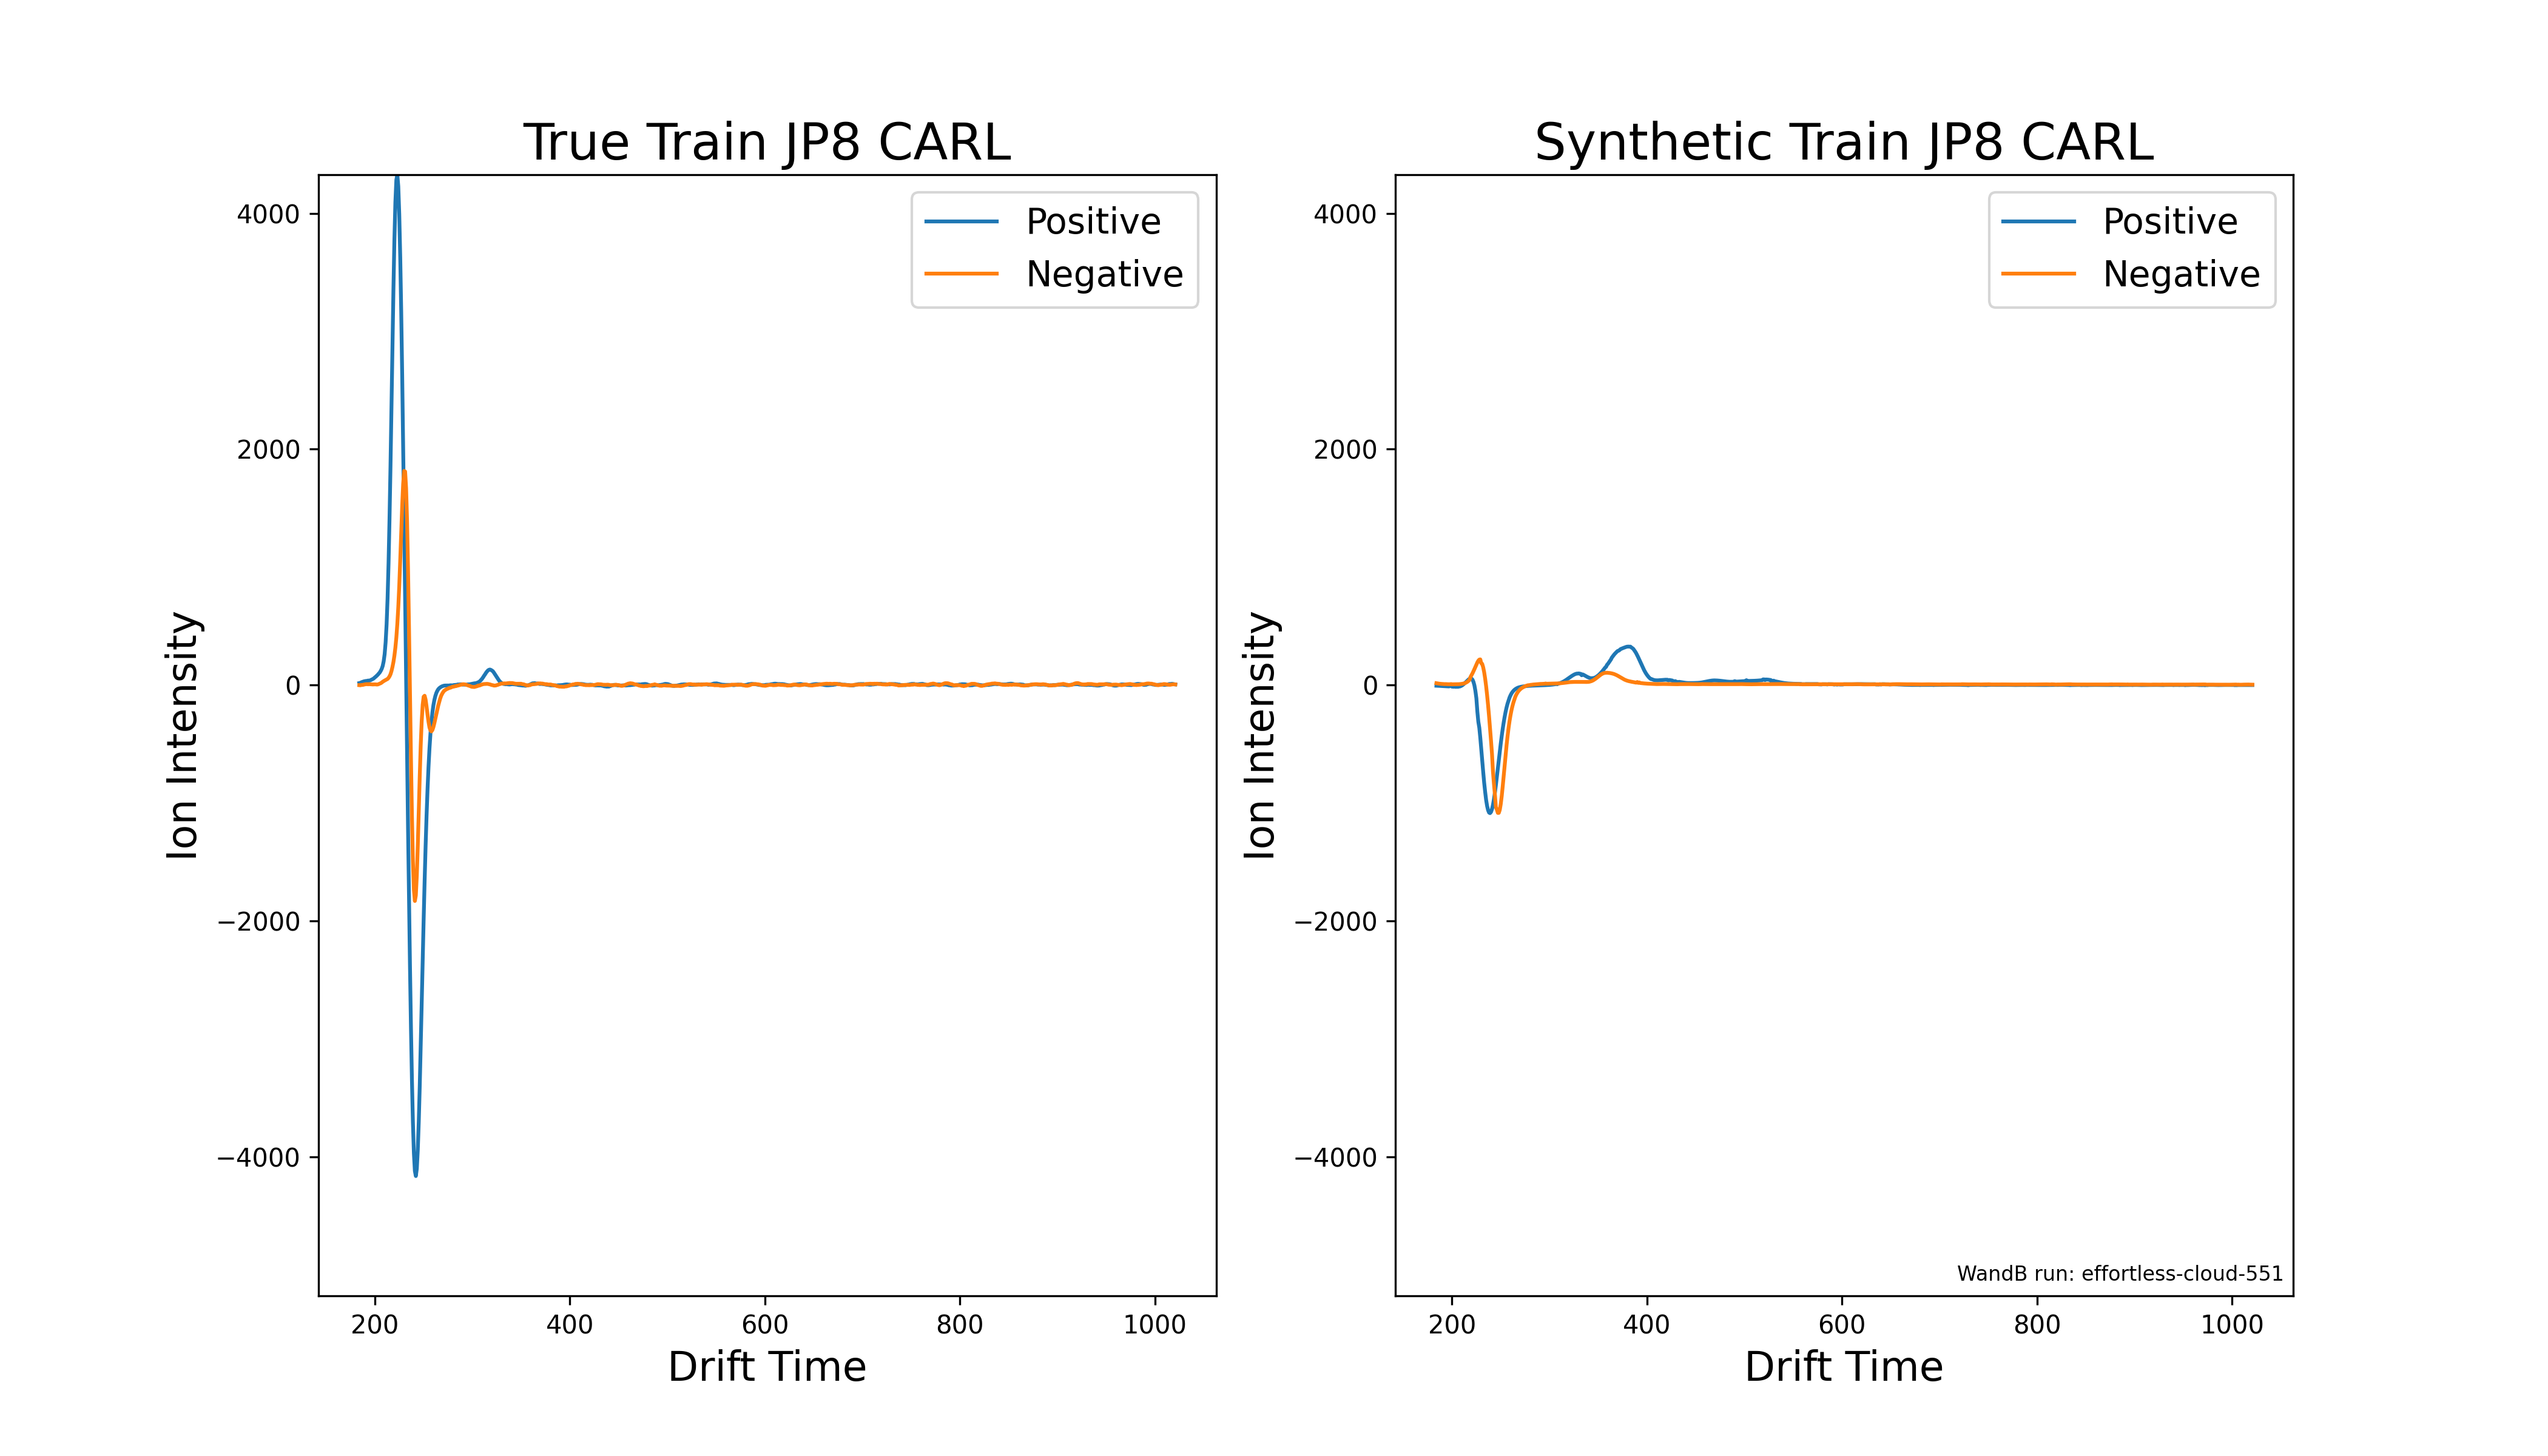 True Train JP8 CARL
Positive
Negative
4000
2000
0
−2000
−4000
Ion Intensity
200 400 600 800 1000
Drift Time
Synthetic Train JP8 CARL
Positive
Negative
4000
2000
0
−2000
−4000
Ion Intensity
WandB run: effortless-cloud-551
200 400 600 800 1000
Drift Time